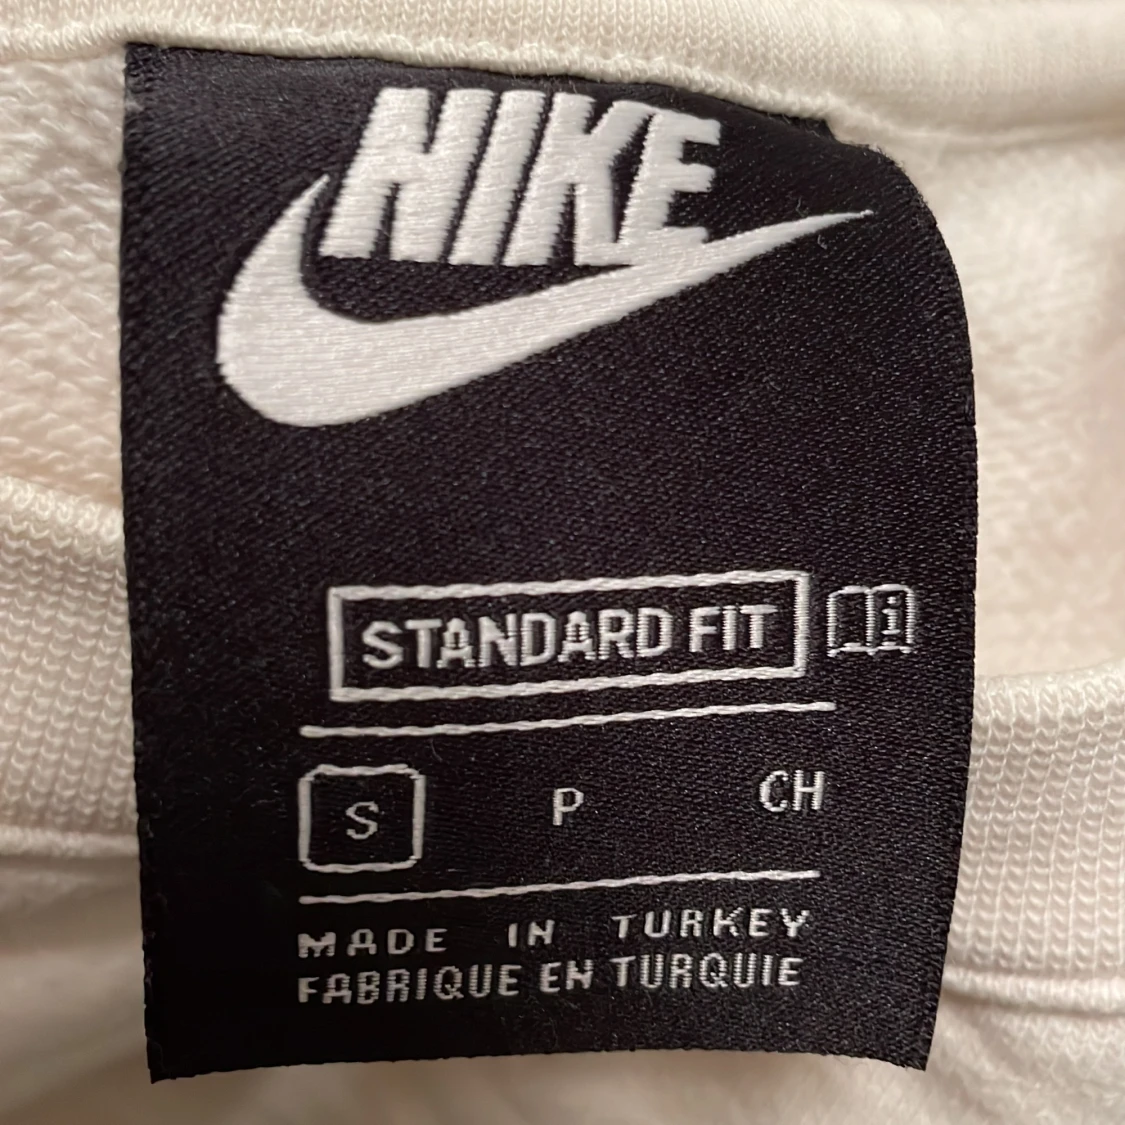 NIKE
STANDARD FIT
S P CH
MADE IN TURKEY
FABRIQUE EN TURQUIE